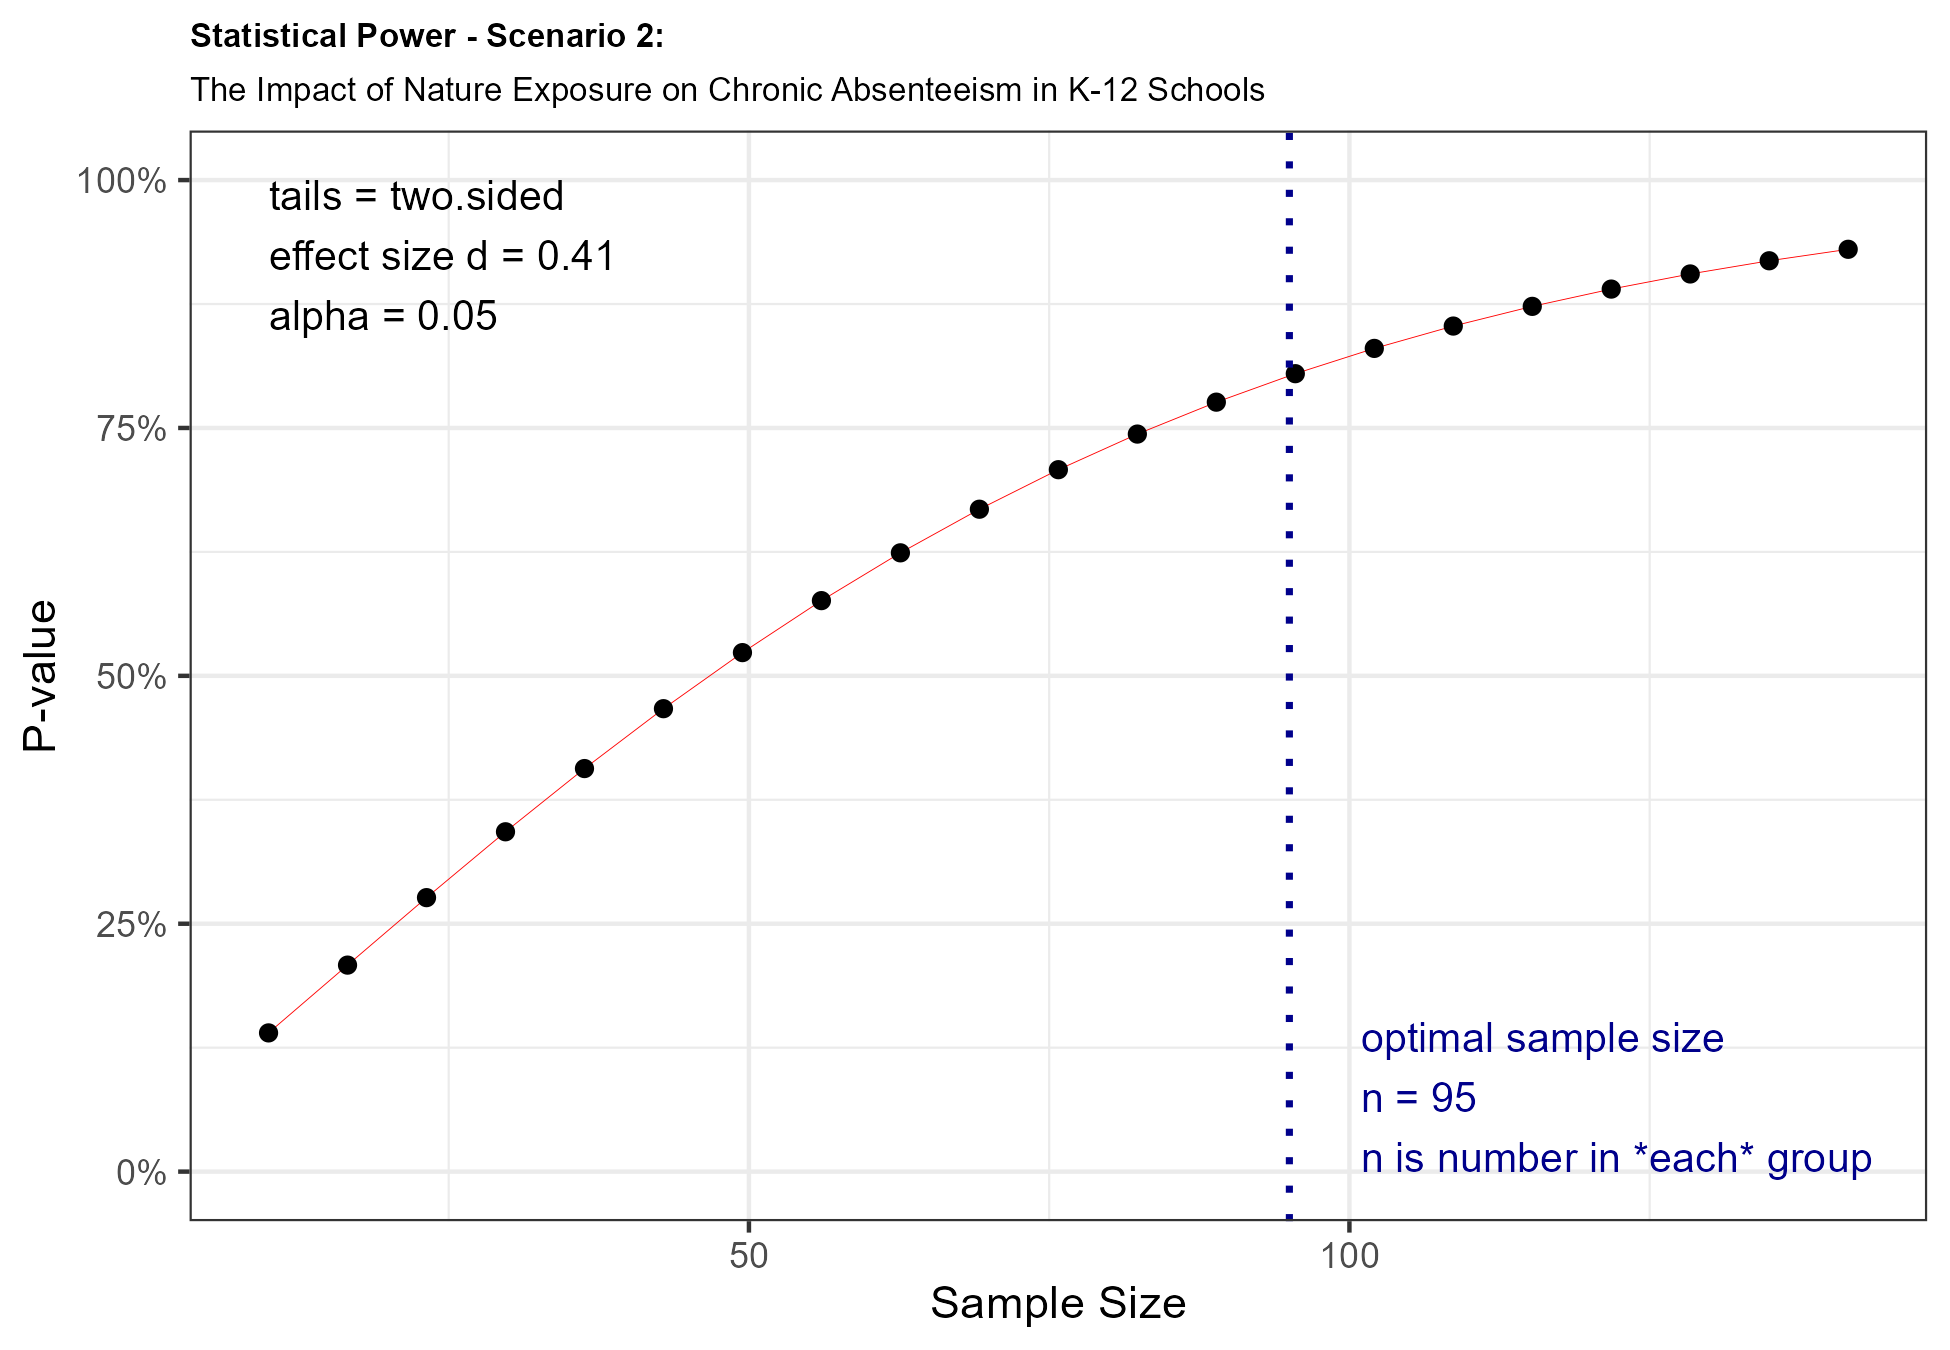 Statistical Power - Scenario 2:
The Impact of Nature Exposure on Chronic Absenteeism in K-12 Schools
100%
75%
50%
25%
0%
P-value
tails = two.sided
effect size d = 0.41
alpha = 0.05
optimal sample size
n = 95
n is number in *each* group
50
100
Sample Size